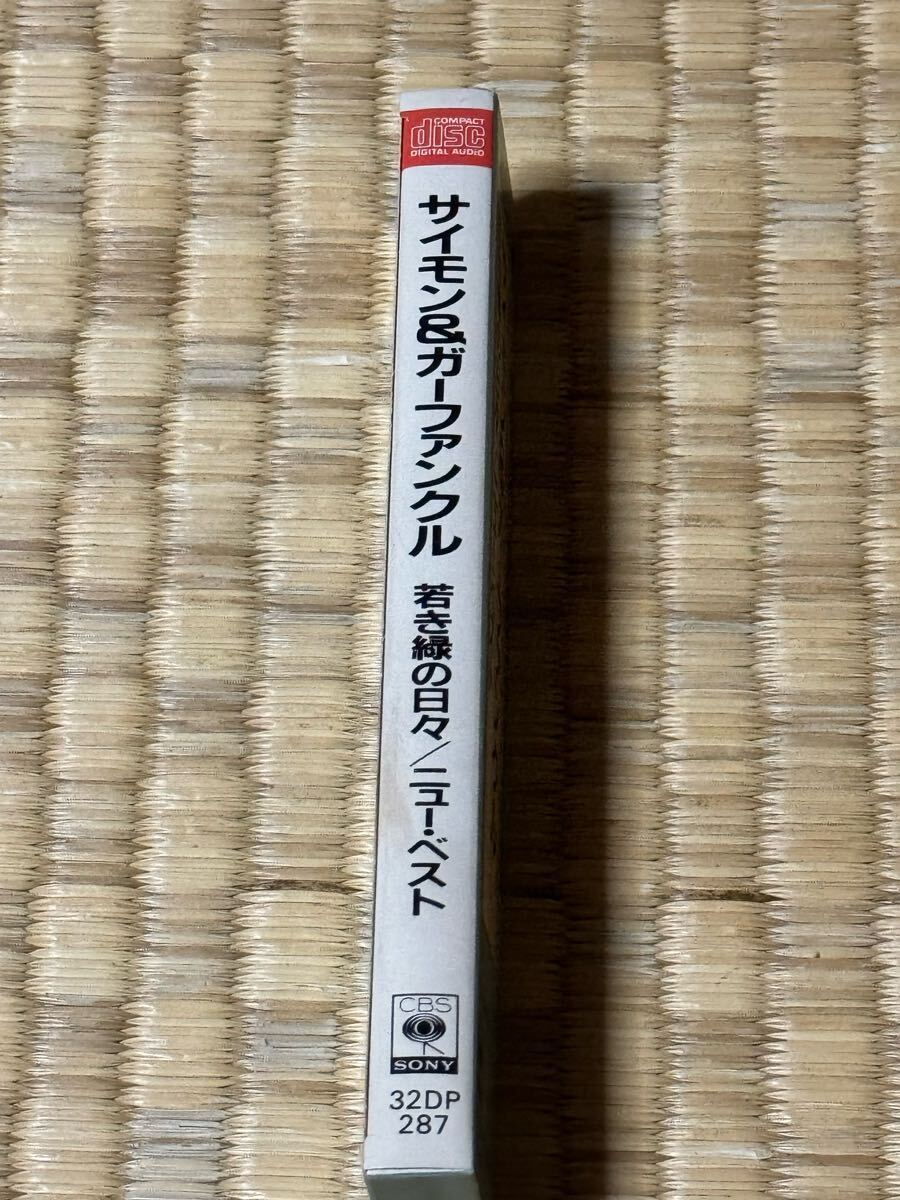 COMPACT
disc
DIGITAL AUDIO
サイモン&ガーファンクル 若き緑の日々/ニュー・ベスト
CBS
SONY
32DP
287